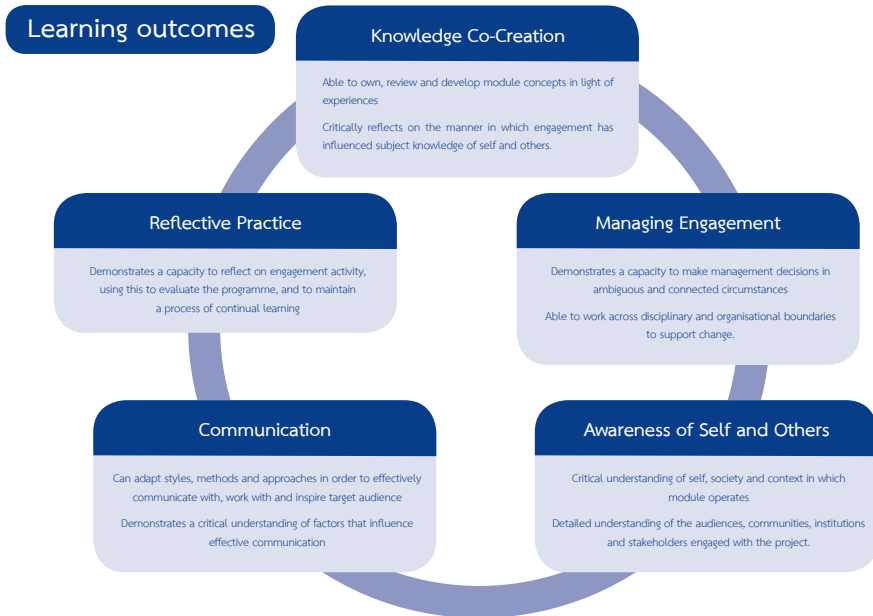 Learning outcomes
Knowledge Co-Creation
Able to own, review and develop module concepts in light of
experiences
Critically reflects on the manner in which engagement has
influenced subject knowledge of self and others.
Reflective Practice
Demonstrates a capacity to reflect on engagement activity,
using this to evaluate the programme, and to maintain
a process of continual learning
Managing Engagement
Demonstrates a capacity to make management decisions in
ambiguous and connected circumstances
Able to work across disciplinary and organisational boundaries
to support change.
Communication
Can adapt styles, methods and approaches in order to effectively
communicate with, work with and inspire target audience
Demonstrates a critical understanding of factors that influence
effective communication
Awareness of Self and Others
Critical understanding of self, society and context in which
module operates
Detailed understanding of the audiences, communities, institutions
and stakeholders engaged with the project.